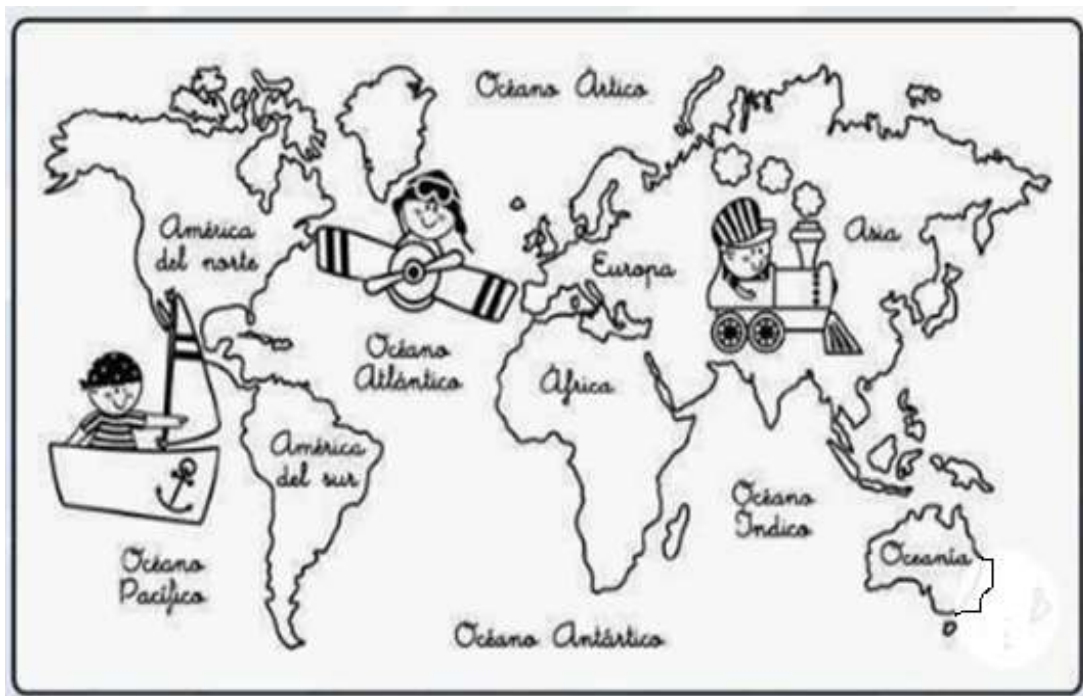 Océano Ártico
América
del norte
Europa
Asia
Océano
Atlántico
África
América
del sur
Océano
Índico
Oceanía
Océano
Pacífico
Océano Antártico